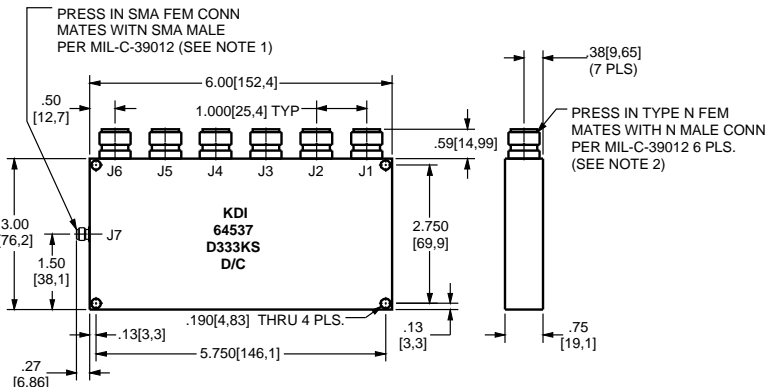 PRESS IN SMA FEM CONN
MATES WITN SMA MALE
PER MIL-C-39012 (SEE NOTE 1)
6.00[152,4]
.50
[12,7]
1.000[25,4] TYP
.59[14,99]
.38[9,65]
(7 PLS)
PRESS IN TYPE N FEM
MATES WITH N MALE CONN
PER MIL-C-39012 6 PLS.
(SEE NOTE 2)
J6 J5 J4 J3 J2 J1
J7
KDI
64537
D333KS
D/C
3.00
[76,2]
1.50
[38,1]
2.750
[69,9]
.190[4,83] THRU 4 PLS.
.13[3,3]
.13
[3,3]
5.750[146,1]
.27
[6,86]
.75
[19,1]